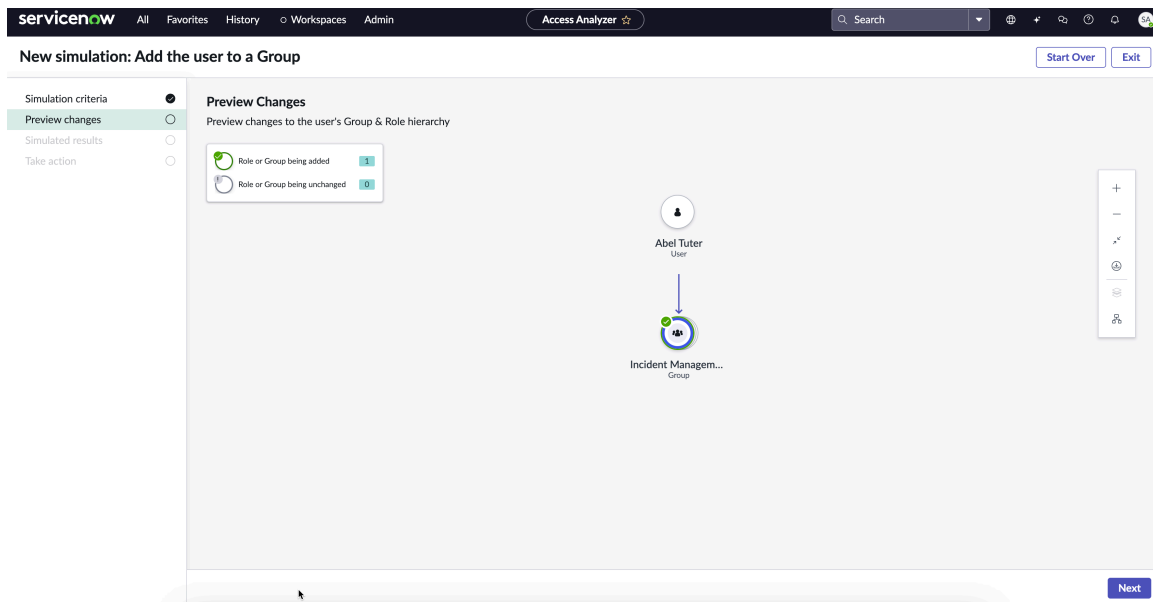 servicenow All Favorites History Workspaces Admin Access Analyzer Search SA
New simulation: Add the user to a Group Start Over Exit
Simulation criteria
Preview changes
Simulated results
Take action
Preview Changes
Preview changes to the user's Group & Role hierarchy
Role or Group being added 1
Role or Group being unchanged 0
Abel Tuter
User
Incident Managem...
Group
Next